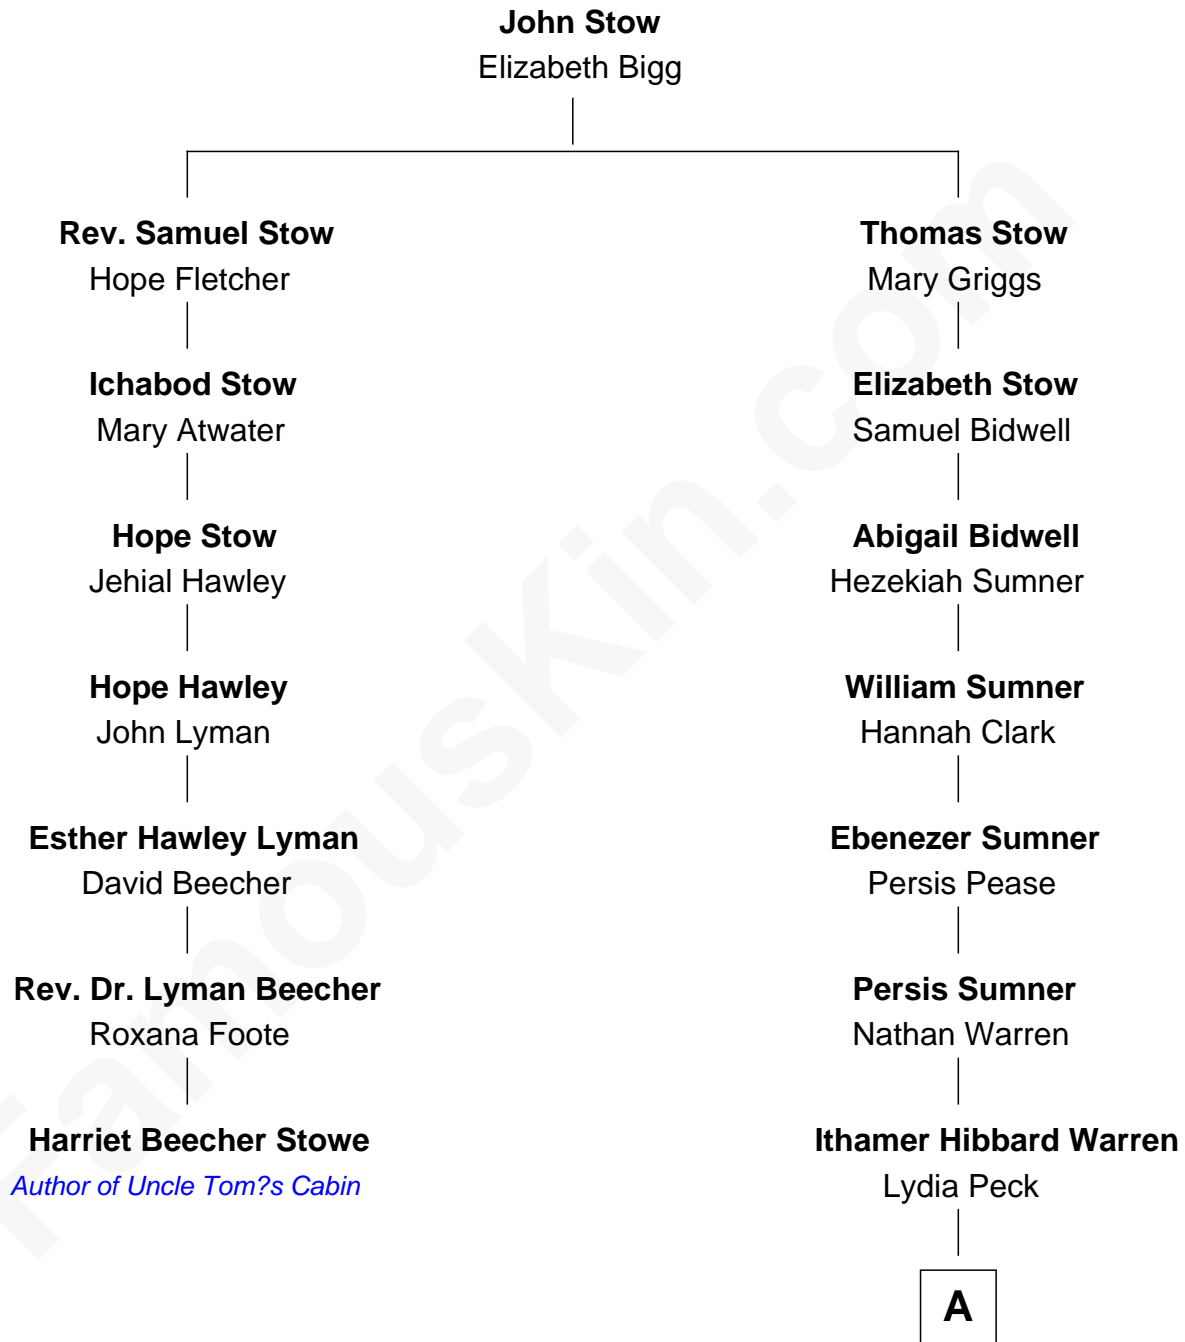 John Stow
Elizabeth Bigg
Rev. Samuel Stow
Hope Fletcher
Ichabod Stow
Mary Atwater
Hope Stow
Jehial Hawley
Hope Hawley
John Lyman
Esther Hawley Lyman
David Beecher
Rev. Dr. Lyman Beecher
Roxana Foote
Harriet Beecher Stowe
Author of Uncle Tom?s Cabin
Thomas Stow
Mary Griggs
Elizabeth Stow
Samuel Bidwell
Abigail Bidwell
Hezekiah Sumner
William Sumner
Hannah Clark
Ebenezer Sumner
Persis Pease
Persis Sumner
Nathan Warren
Ithamer Hibbard Warren
Lydia Peck
A
FamousKin.com